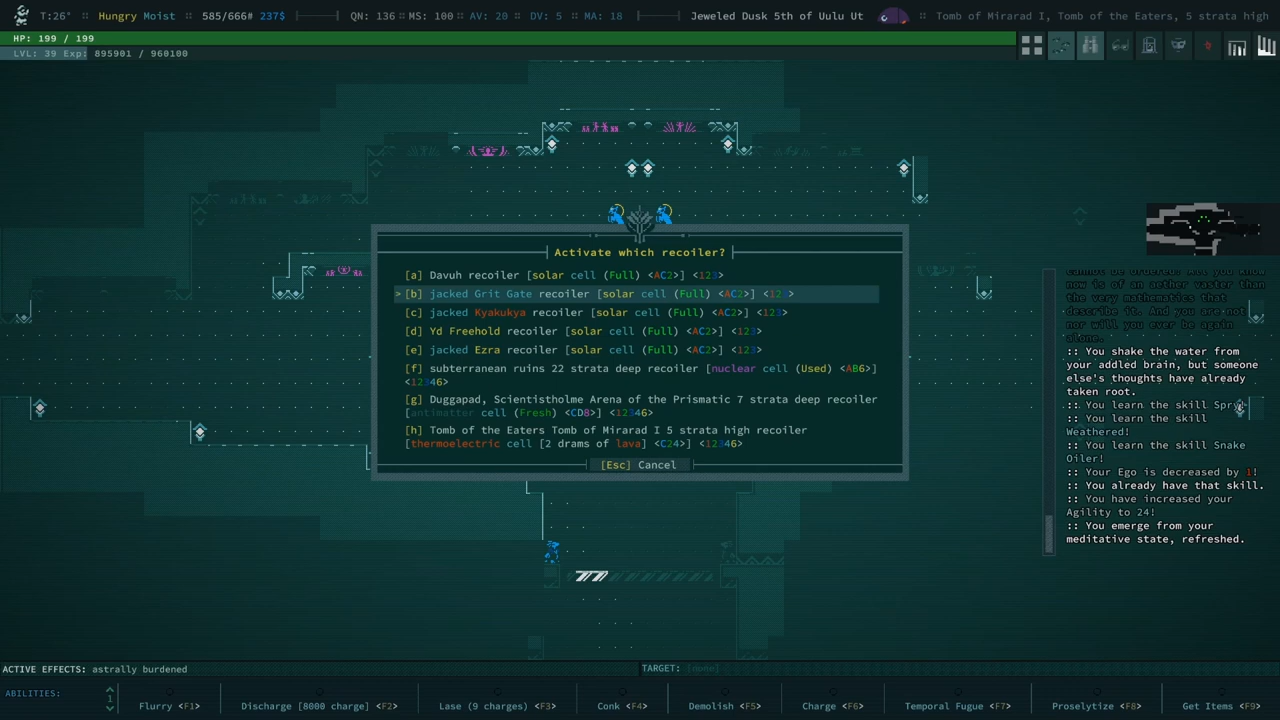 T:26° Hungry Moist 585/666# 237$ QN: 136 MS: 100 AV: 20 DV: 5 MA: 18 Jeweled Dusk 5th of Uulu Ut Tomb of Mirarad I, Tomb of the Eaters, 5 strata high
HP: 199 / 199
LVL: 39 Exp: 895901 / 960100
Activate which recoiler?
[a] Davuh recoiler [solar cell (Full) <AC2>] <123>
> [b] jacked Grit Gate recoiler [solar cell (Full) <AC2>] <123>
[c] jacked Kyakukya recoiler [solar cell (Full) <AC2>] <123>
[d] Yd Freehold recoiler [solar cell (Full) <AC2>] <123>
[e] jacked Ezra recoiler [solar cell (Full) <AC2>] <123>
[f] subterranean ruins 22 strata deep recoiler [nuclear cell (Used) <AB6>]
<12346>
[g] Duggapad, Scientistholme Arena of the Prismatic 7 strata deep recoiler
[antimatter cell (Fresh) <CD8>] <12346>
[h] Tomb of the Eaters Tomb of Mirarad I 5 strata high recoiler
[thermoelectric cell [2 drams of lava] <C24>] <12346>
[Esc] Cancel
cannot be ordered. All you know
now is of an aether vaster than
the very mathematics that
describe it. And you are not
nor will you ever be again
alone.
:: You shake the water from
your addled brain, but someone
else's thoughts have already
taken root.
:: You learn the skill Spry!
:: You learn the skill
Weathered!
:: You learn the skill Snake
Oiler!
:: Your Ego is decreased by 1!
:: You already have that skill.
:: You have increased your
Agility to 24!
:: You emerge from your
meditative state, refreshed.
ACTIVE EFFECTS: astrally burdened
TARGET: [none]
ABILITIES: 1 Flurry <F1> Discharge [8000 charge] <F2> Lase (9 charges) <F3> Conk <F4> Demolish <F5> Charge <F6> Temporal Fugue <F7> Proselytize <F8> Get Items <F9>